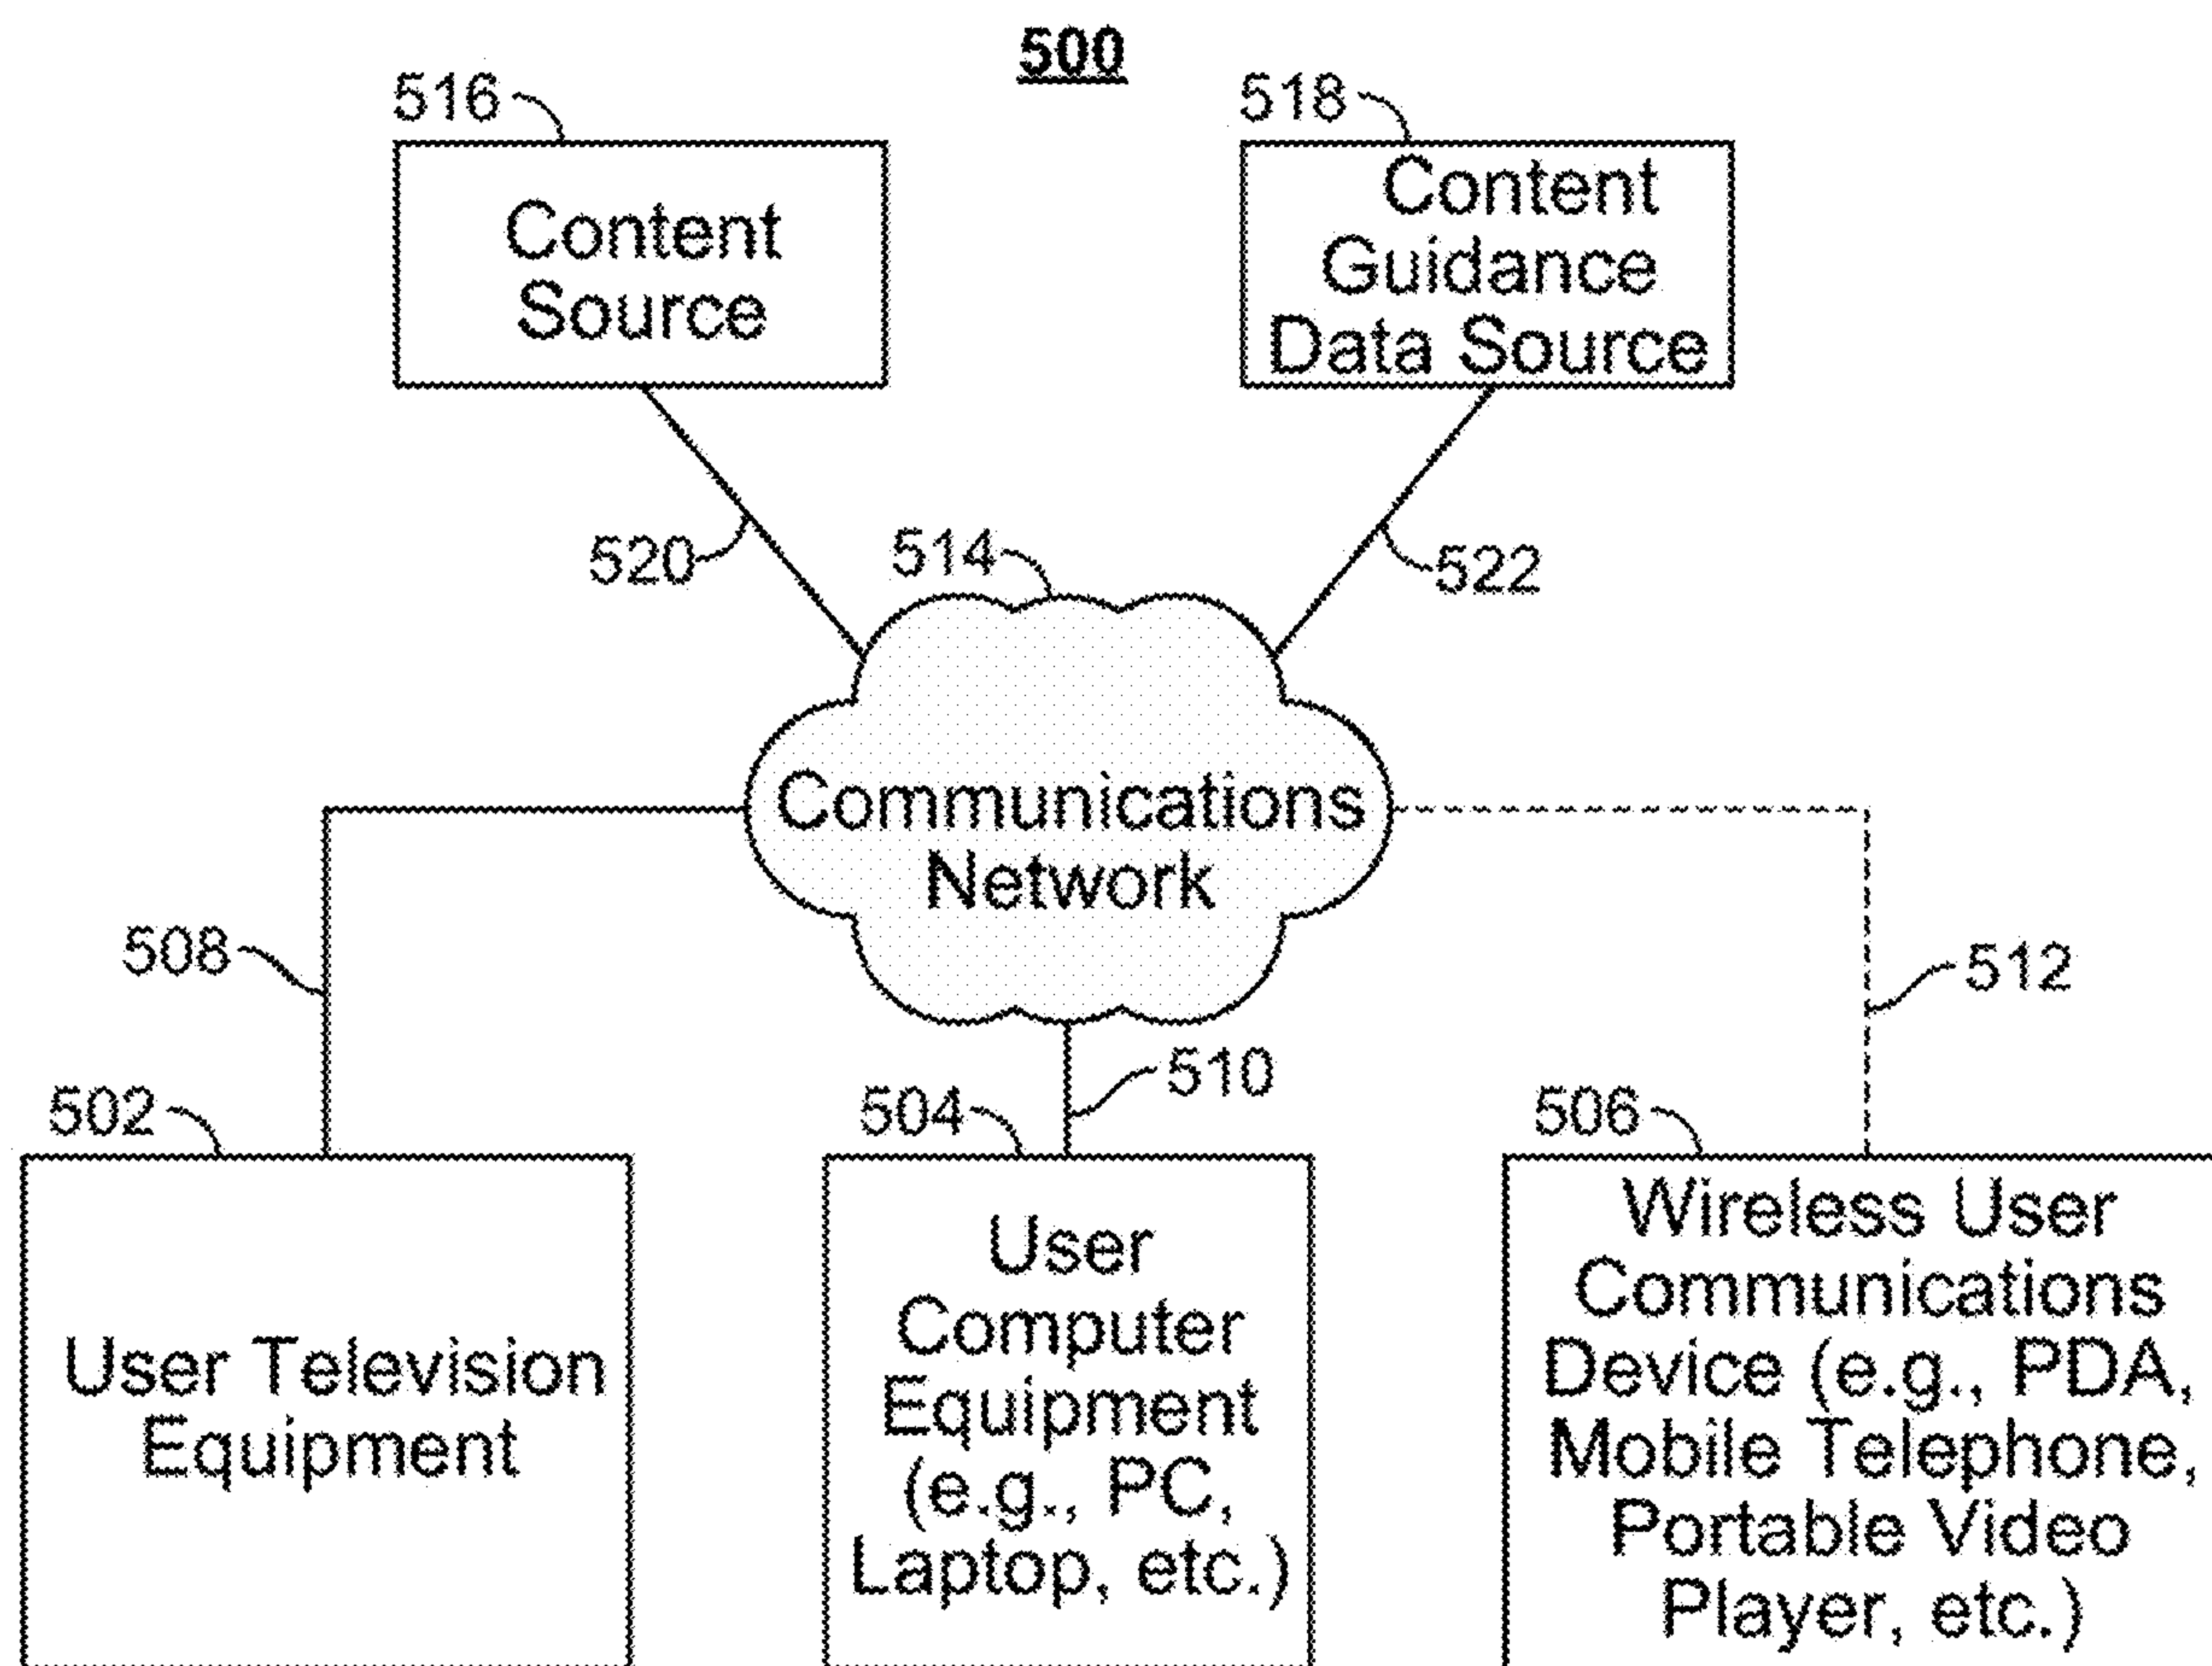 500
516
518
Content
Source
Content
Guidance
Data Source
520
514
522
Communications
Network
508
512
510
502
504
506
User Television
Equipment
User
Computer
Equipment
(e.g., PC,
Laptop, etc.)
Wireless User
Communications
Device (e.g., PDA,
Mobile Telephone,
Portable Video
Player, etc.)